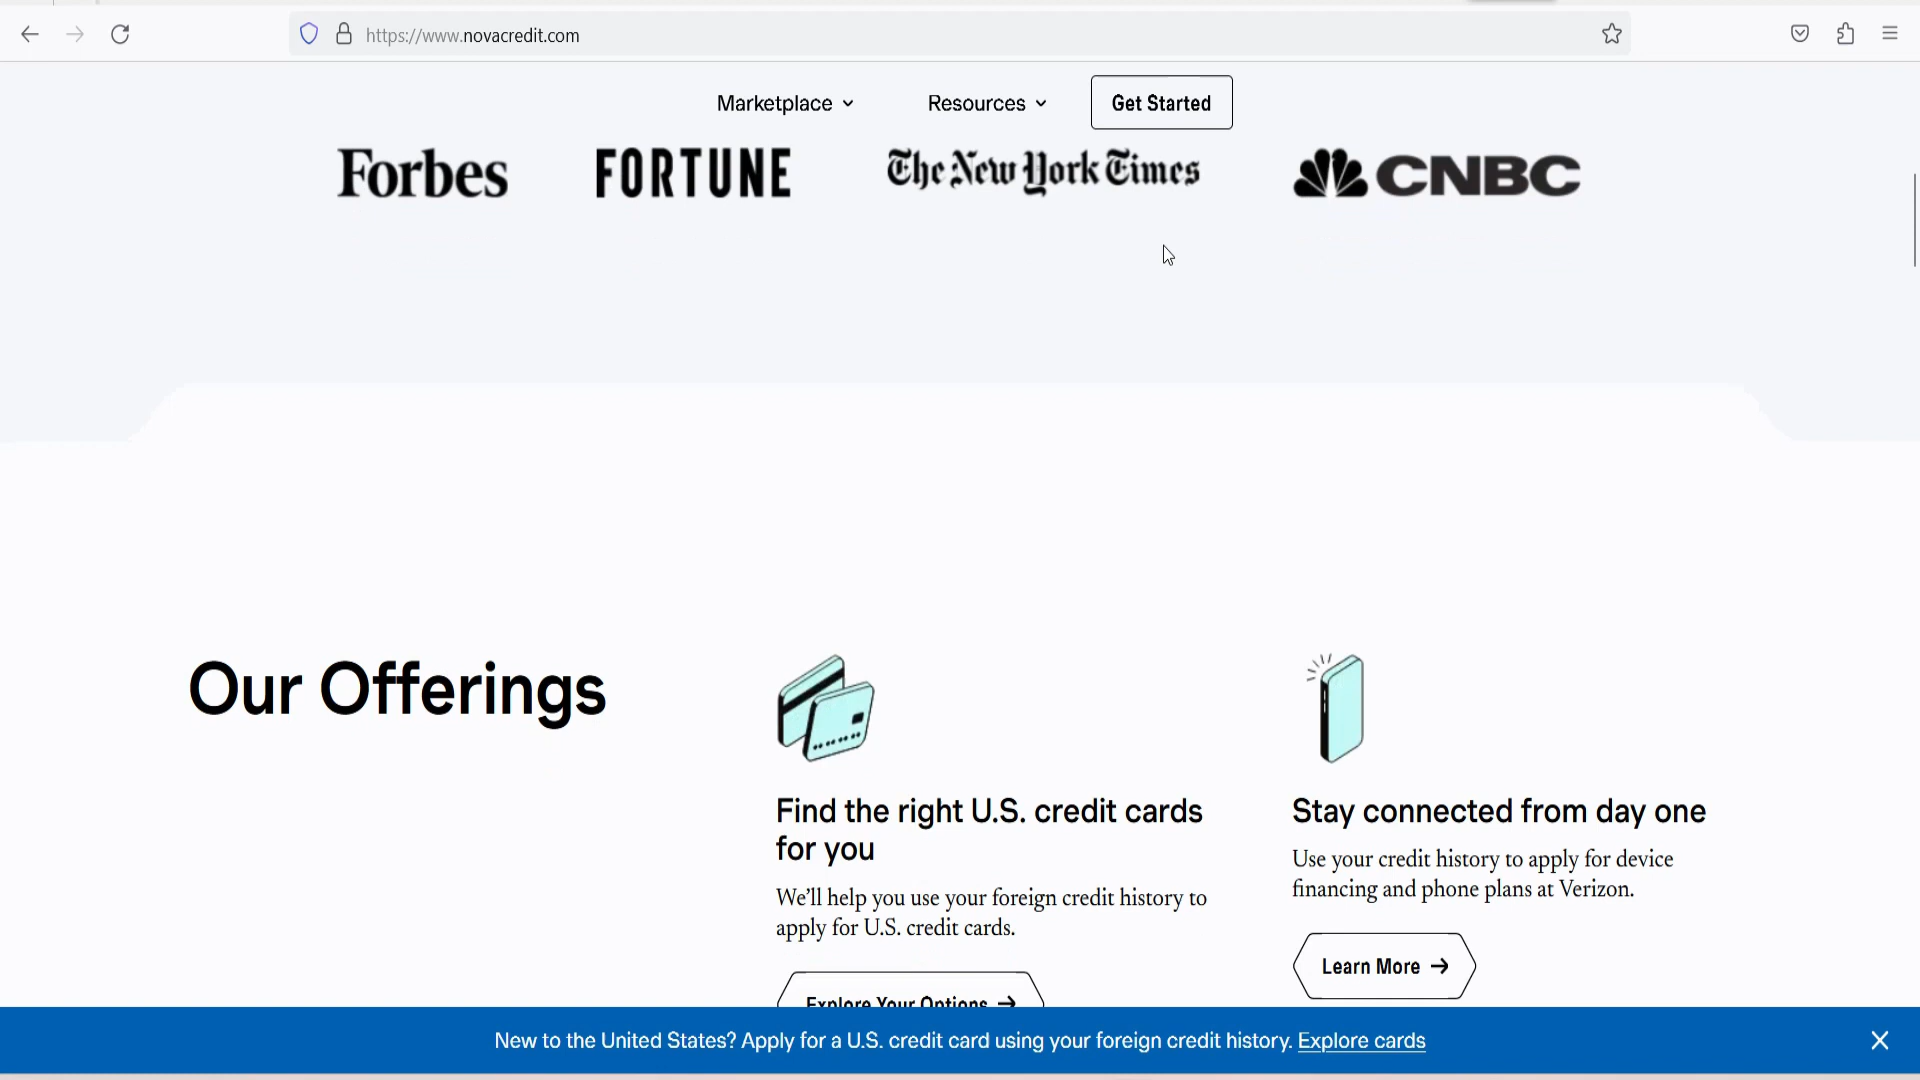 https://www.novacredit.com
Marketplace
Resources
Get Started
Forbes
FORTUNE
The New York Times
CNBC
Our Offerings
Find the right U.S. credit cards
for you
We'll help you use your foreign credit history to
apply for U.S. credit cards.
Explore Your Options →
Stay connected from day one
Use your credit history to apply for device
financing and phone plans at Verizon.
Learn More →
New to the United States? Apply for a U.S. credit card using your foreign credit history. Explore cards